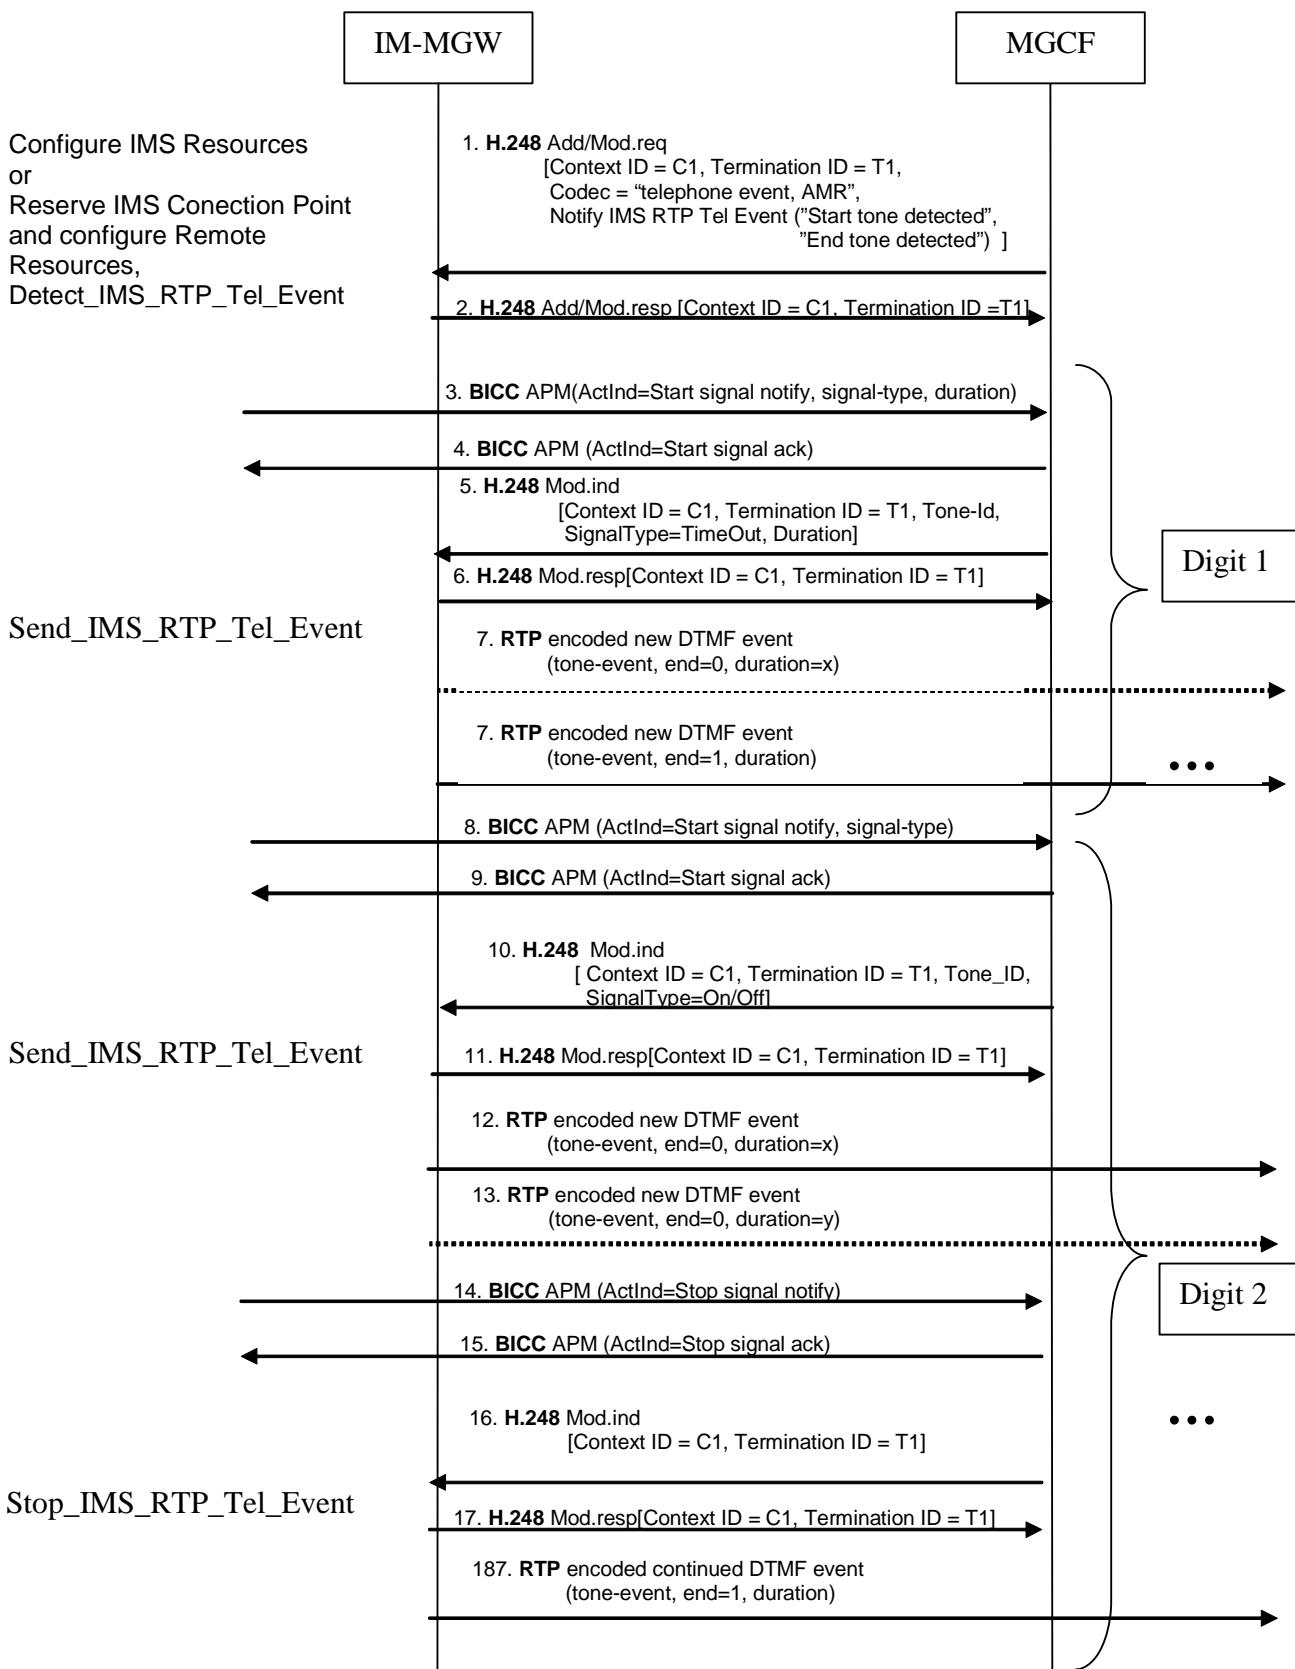 IM-MGW
MGCF
Configure IMS Resources
or
Reserve IMS Conection Point
and configure Remote
Resources,
Detect_IMS_RTP_Tel_Event
1. H.248 Add/Mod.req
[Context ID = C1, Termination ID = T1,
Codec = “telephone event, AMR”,
Notify IMS RTP Tel Event (”Start tone detected”,
”End tone detected”) ]
2. H.248 Add/Mod.resp [Context ID = C1, Termination ID =T1]
3. BICC APM(ActInd=Start signal notify, signal-type, duration)
4. BICC APM (ActInd=Start signal ack)
5. H.248 Mod.ind
[Context ID = C1, Termination ID = T1, Tone-Id,
SignalType=TimeOut, Duration]
Digit 1
6. H.248 Mod.resp[Context ID = C1, Termination ID = T1]
Send_IMS_RTP_Tel_Event
7. RTP encoded new DTMF event
(tone-event, end=0, duration=x)
7. RTP encoded new DTMF event
(tone-event, end=1, duration)
...
8. BICC APM (ActInd=Start signal notify, signal-type)
9. BICC APM (ActInd=Start signal ack)
10. H.248 Mod.ind
[ Context ID = C1, Termination ID = T1, Tone_ID,
SignalType=On/Off]
Send_IMS_RTP_Tel_Event
11. H.248 Mod.resp[Context ID = C1, Termination ID = T1]
12. RTP encoded new DTMF event
(tone-event, end=0, duration=x)
13. RTP encoded new DTMF event
(tone-event, end=0, duration=y)
14. BICC APM (ActInd=Stop signal notify)
Digit 2
15. BICC APM (ActInd=Stop signal ack)
16. H.248 Mod.ind
[Context ID = C1, Termination ID = T1]
...
Stop_IMS_RTP_Tel_Event
17. H.248 Mod.resp[Context ID = C1, Termination ID = T1]
187. RTP encoded continued DTMF event
(tone-event, end=1, duration)